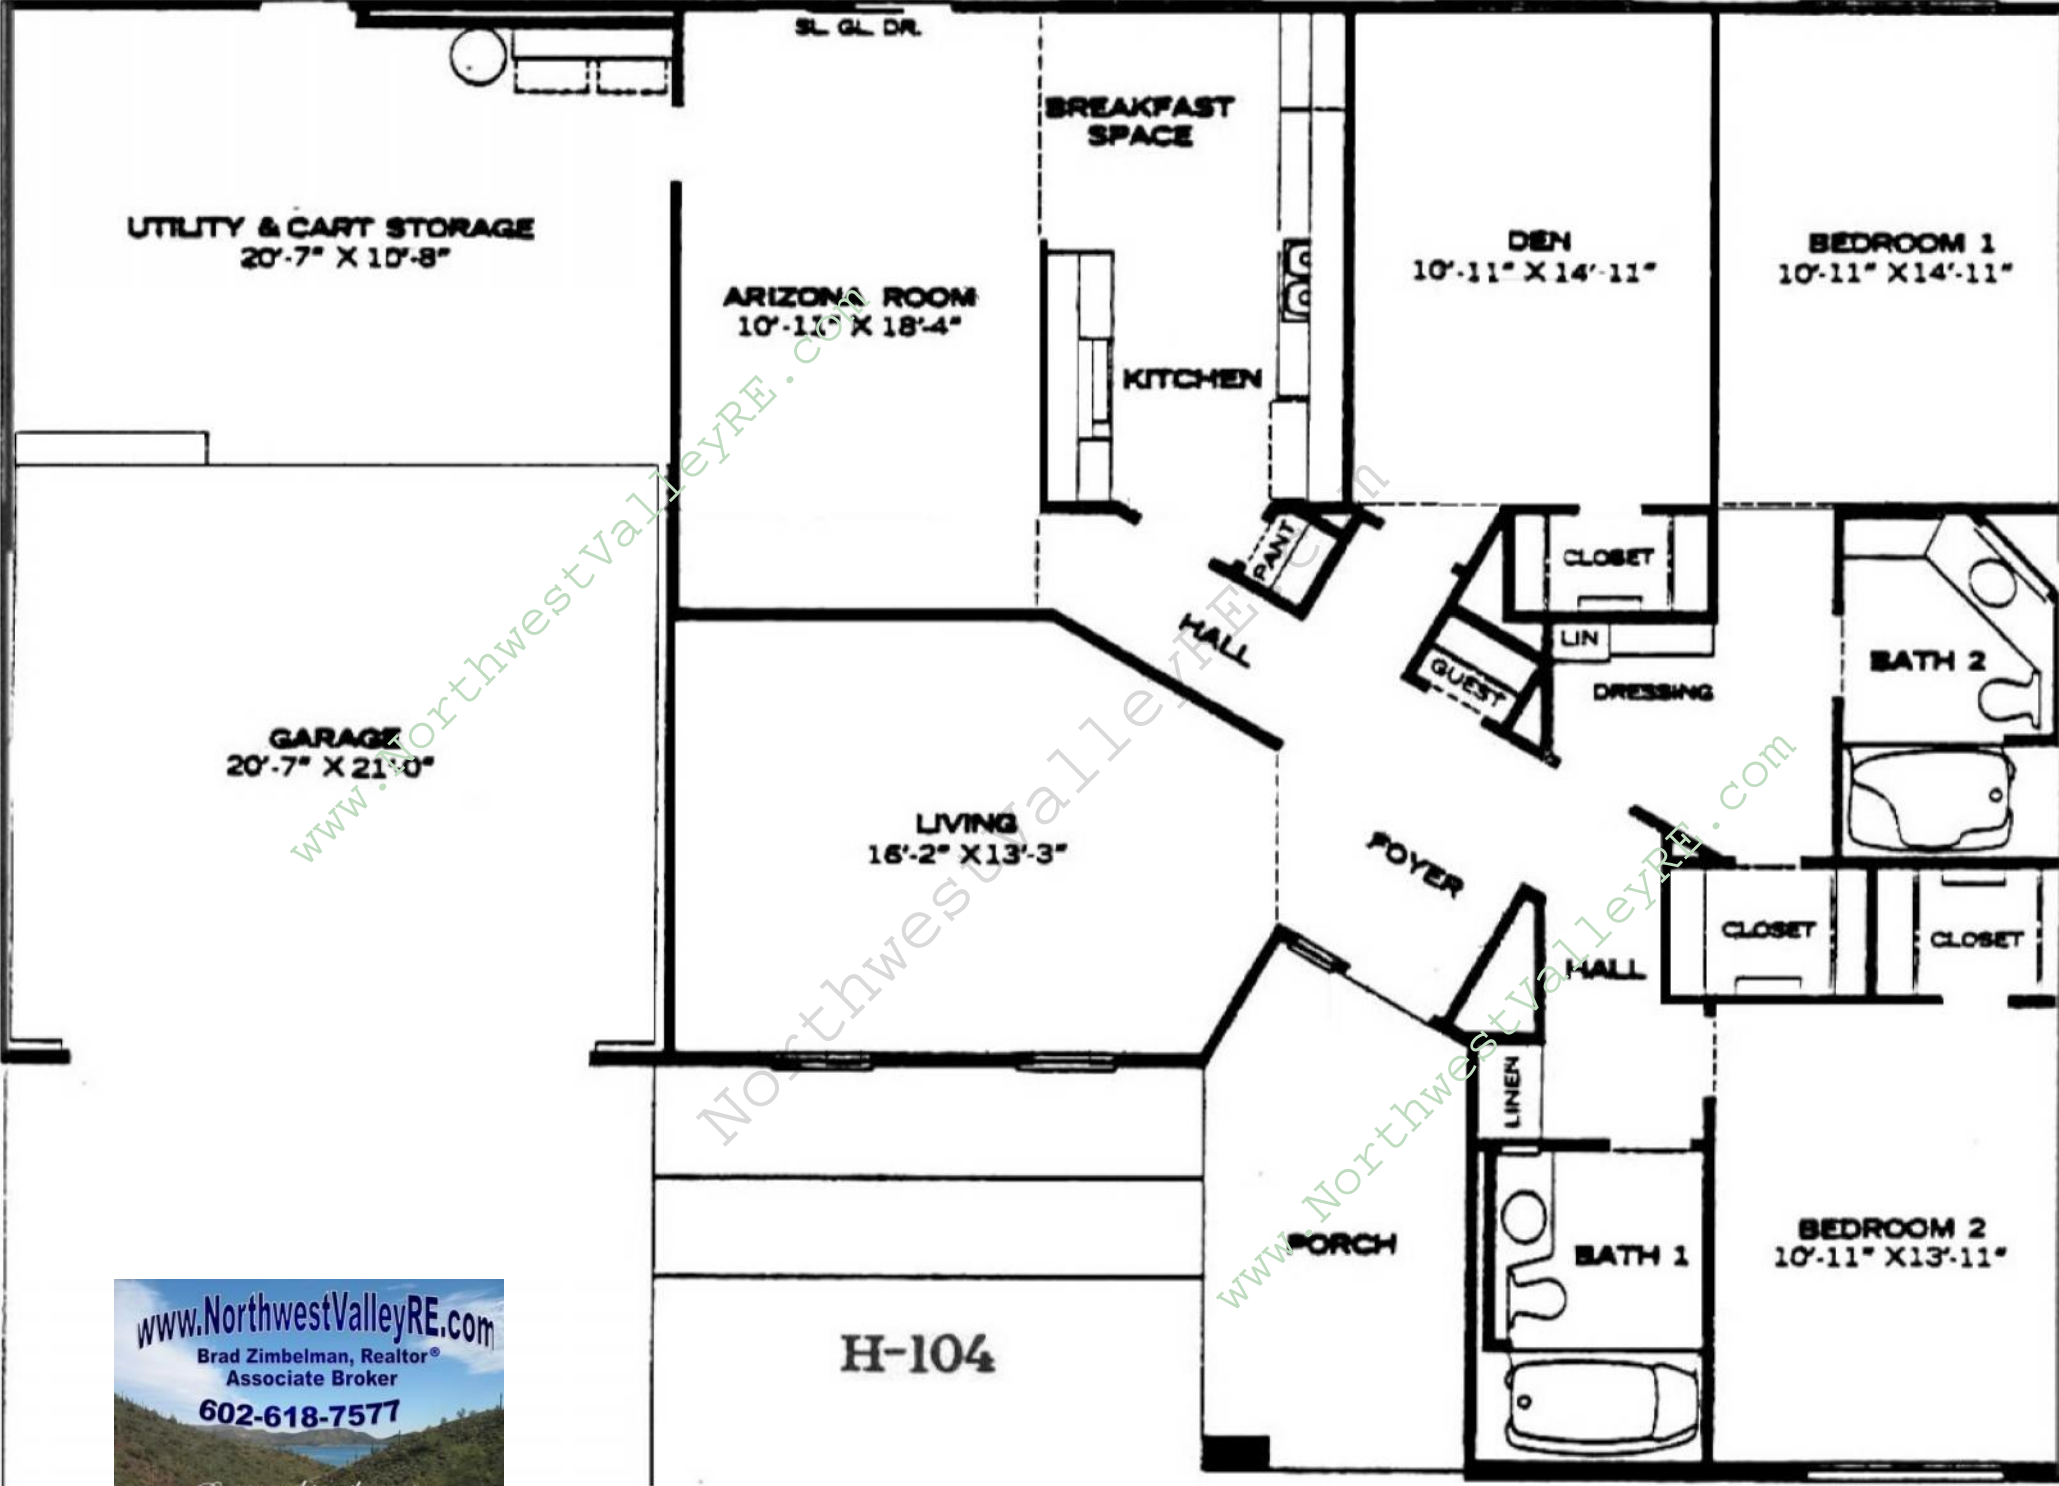 SL. GL. DR.
BREAKFAST
SPACE
UTILITY & CART STORAGE
20'-7" X 10'-8"
ARIZONA ROOM
10'-11" X 18'-4"
KITCHEN
DEN
10'-11" X 14'-11"
BEDROOM 1
10'-11" X 14'-11"
PANT
CLOSET
HALL
LIN
GUEST
DRESSING
BATH 2
GARAGE
20'-7" X 21'-0"
LIVING
16'-2" X 13'-3"
FOYER
CLOSET
CLOSET
HALL
LINEN
PORCH
BATH 1
BEDROOM 2
10'-11" X 13'-11"
H-104
www.NorthwestValleyRE.com
NorthwestValleyRE.com
www.NorthwestValleyRE.com
www.NorthwestValleyRE.com
Brad Zimbelman, Realtor®
Associate Broker
602-618-7577